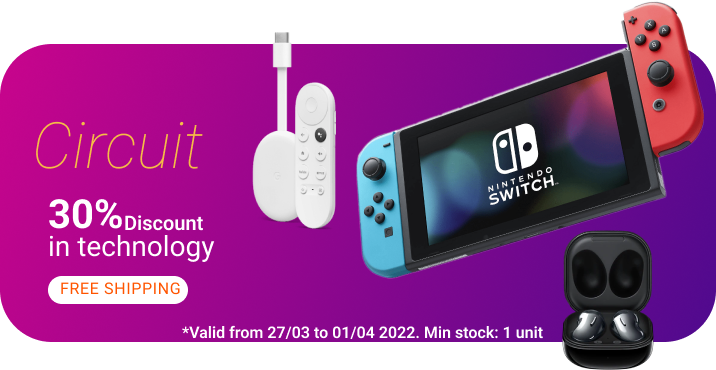 Circuit
30% Discount
in technology
FREE SHIPPING
NINTENDO
SWITCH™
X
Y
A
B
*Valid from 27/03 to 01/04 2022. Min stock: 1 unit